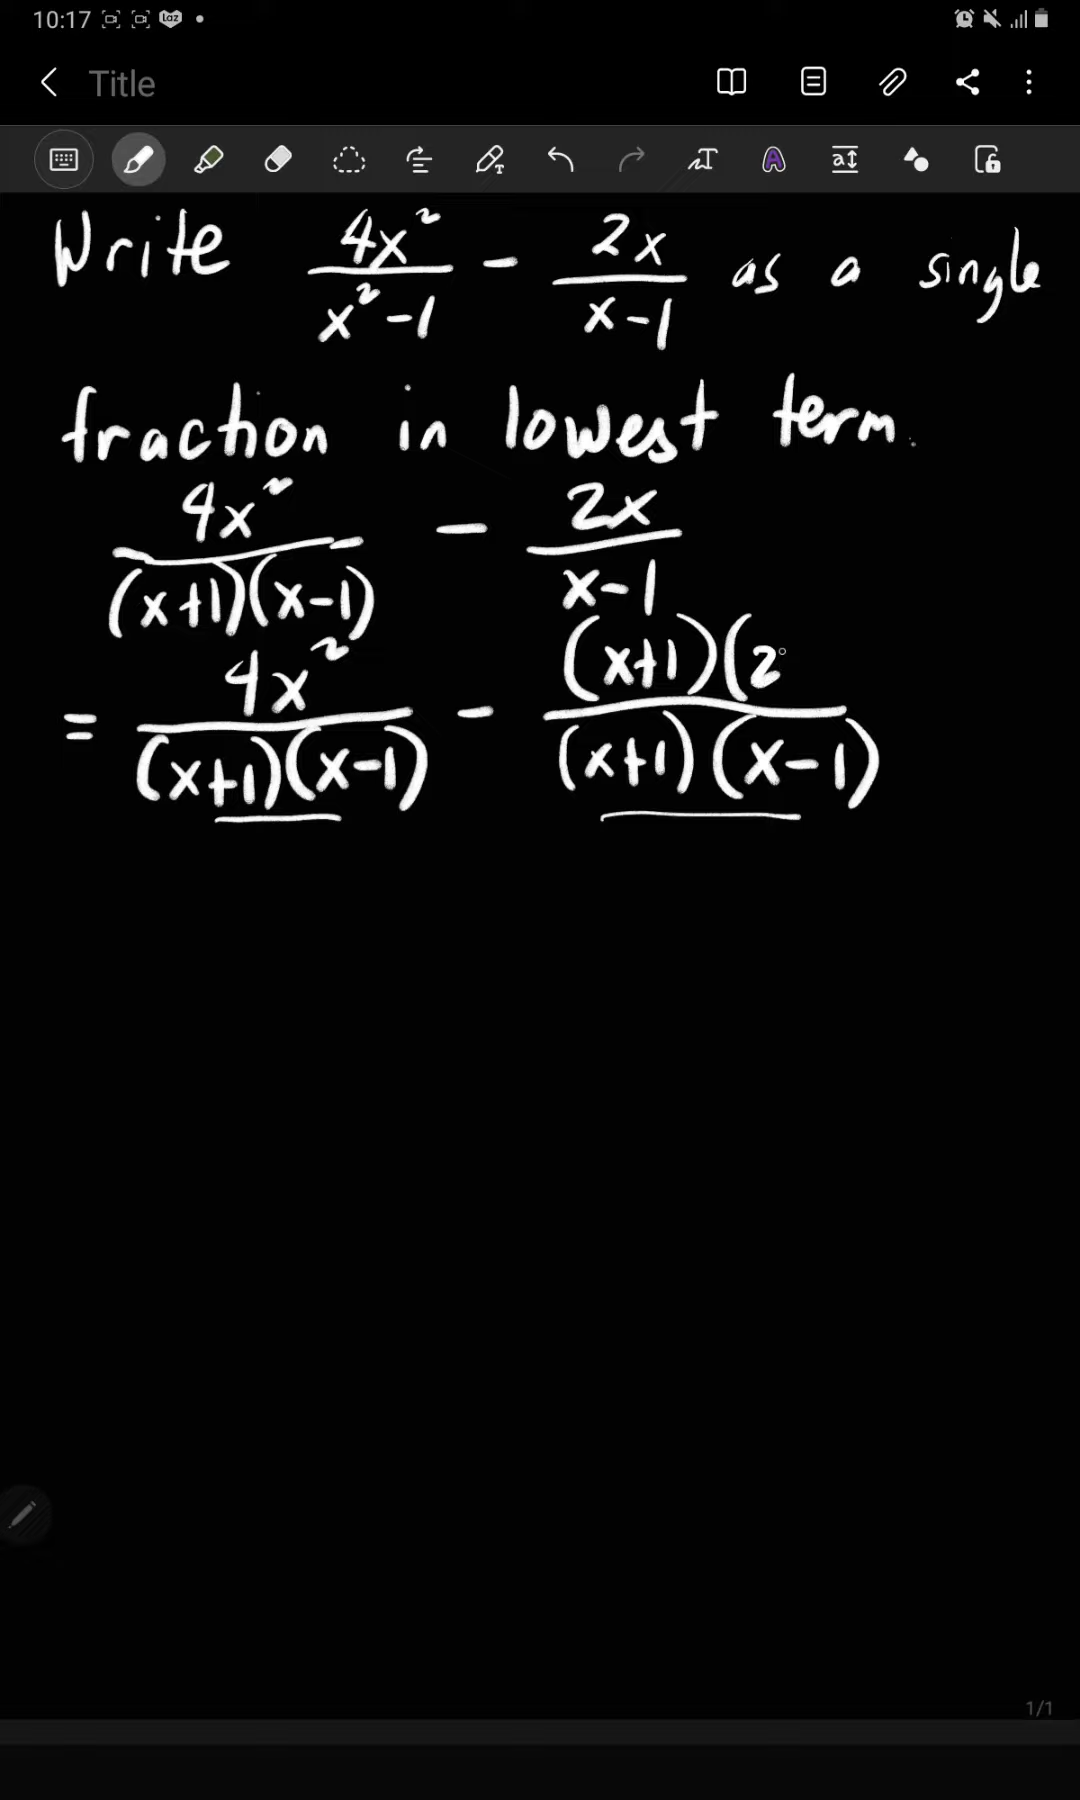 10:17 Laz
Title
Write 4x²/(x²-1) - 2x/(x-1) as a single
fraction in lowest term.
4x²/((x+1)(x-1)) - 2x/(x-1)
= 4x²/((x+1)(x-1)) - (x+1)(2/((x+1)(x-1))
1/1